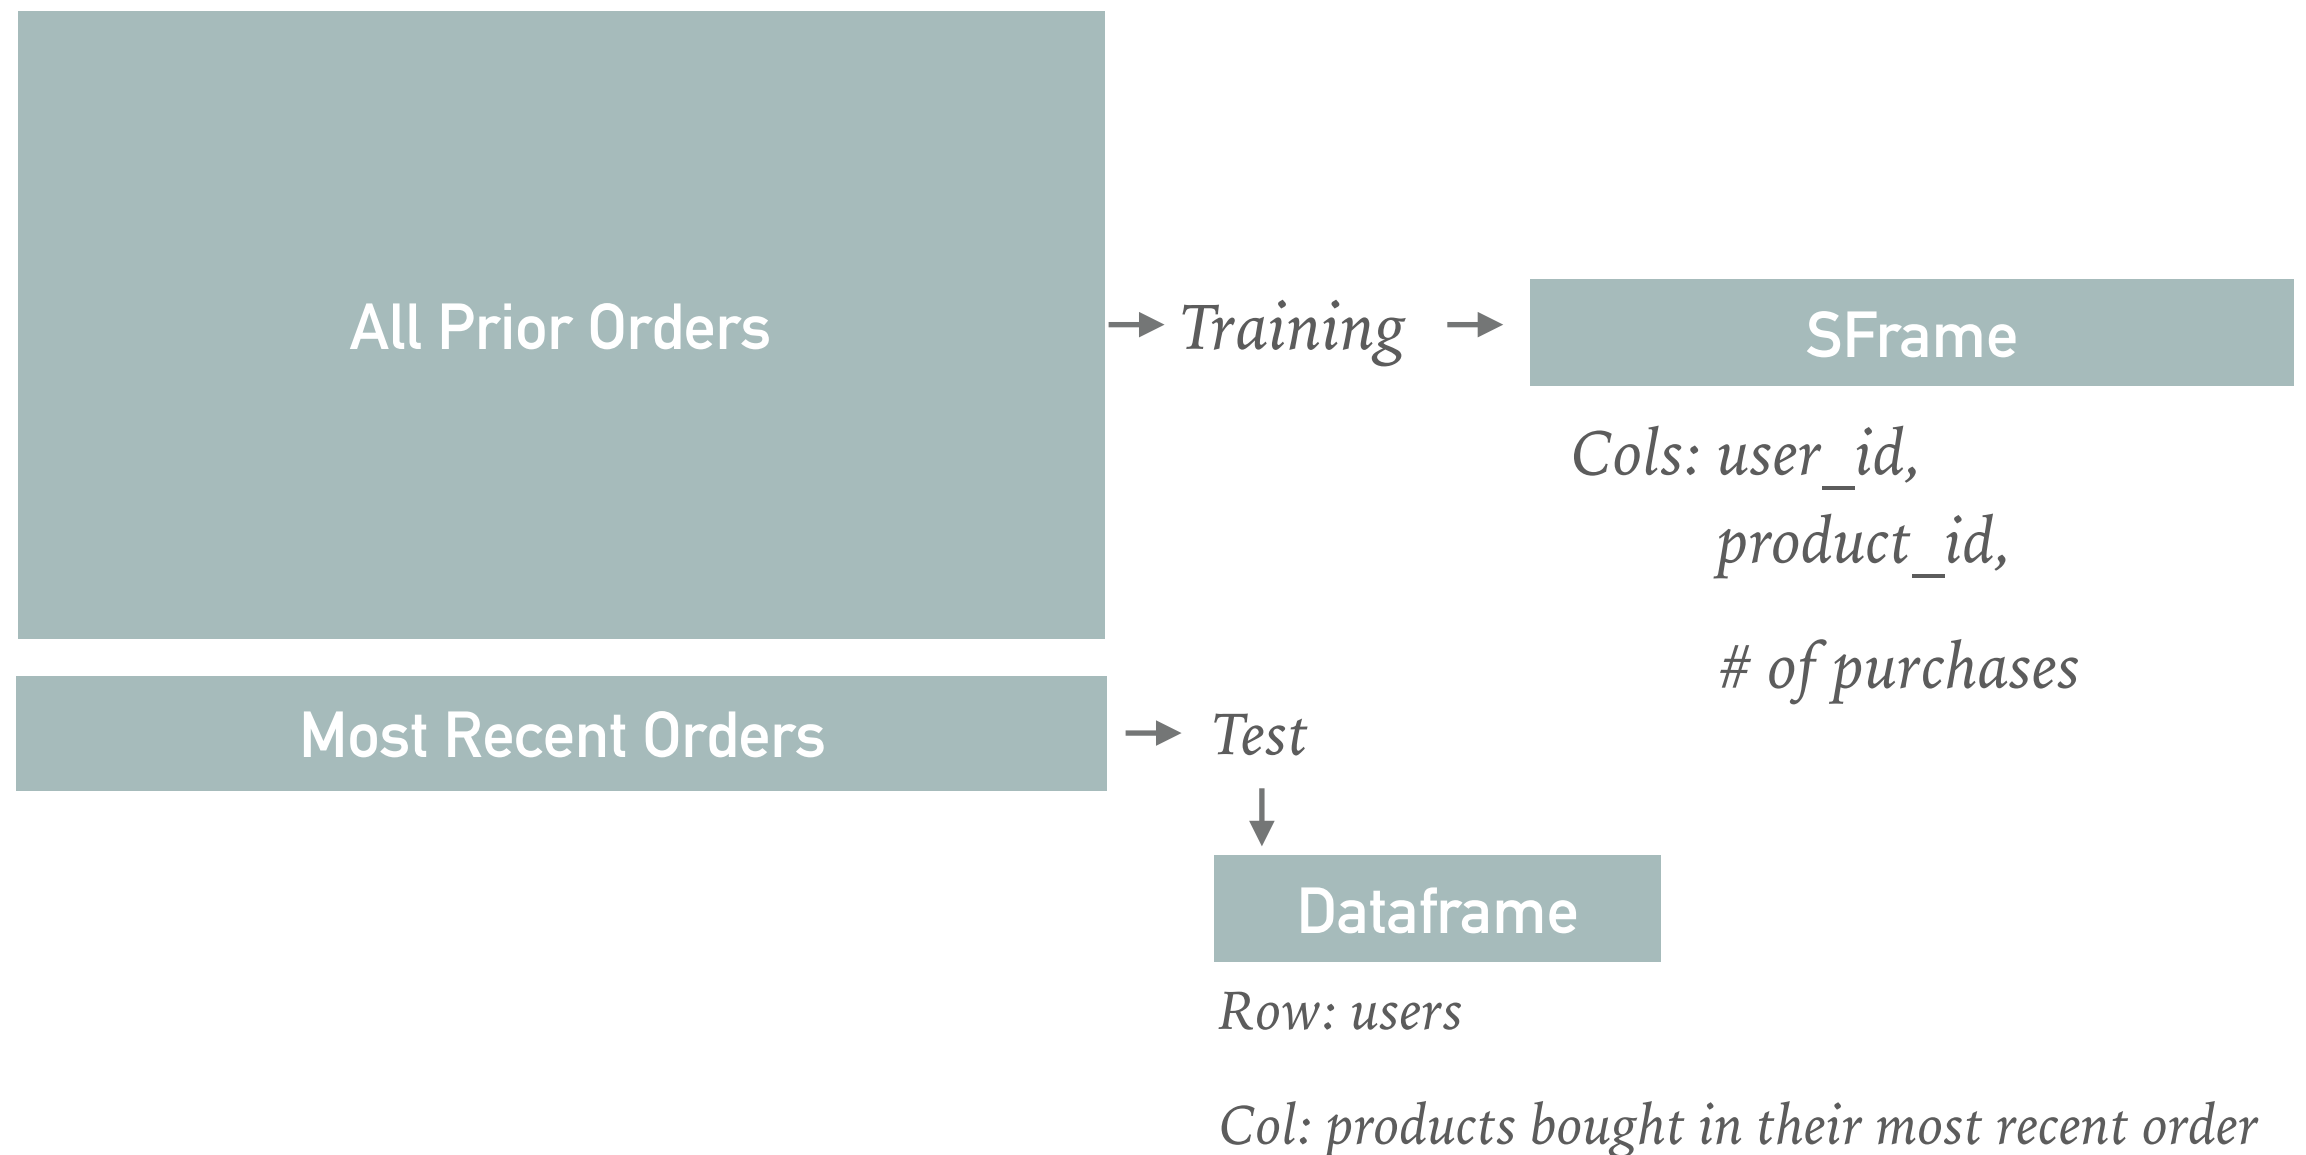 All Prior Orders
Training
SFrame
Cols: user_id,
product_id,
# of purchases
Most Recent Orders
Test
Dataframe
Row: users
Col: products bought in their most recent order